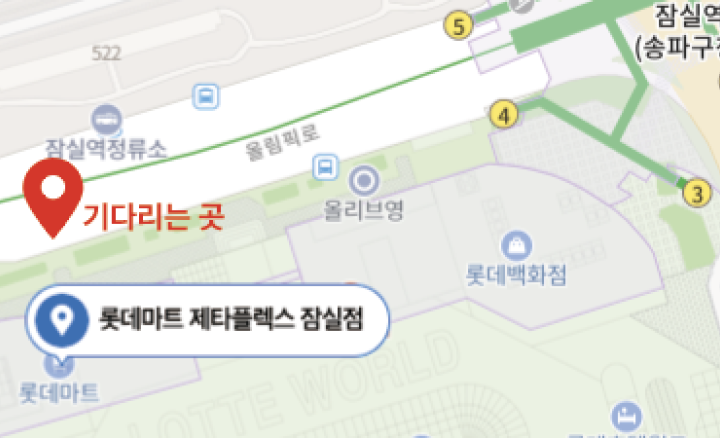 5
잠실역
(송파구청
522
4
잠실역정류소
올림픽로
3
올리브영
기다리는 곳
롯데백화점
롯데마트 제타플렉스 잠실점
롯데마트
LOTTE WORLD